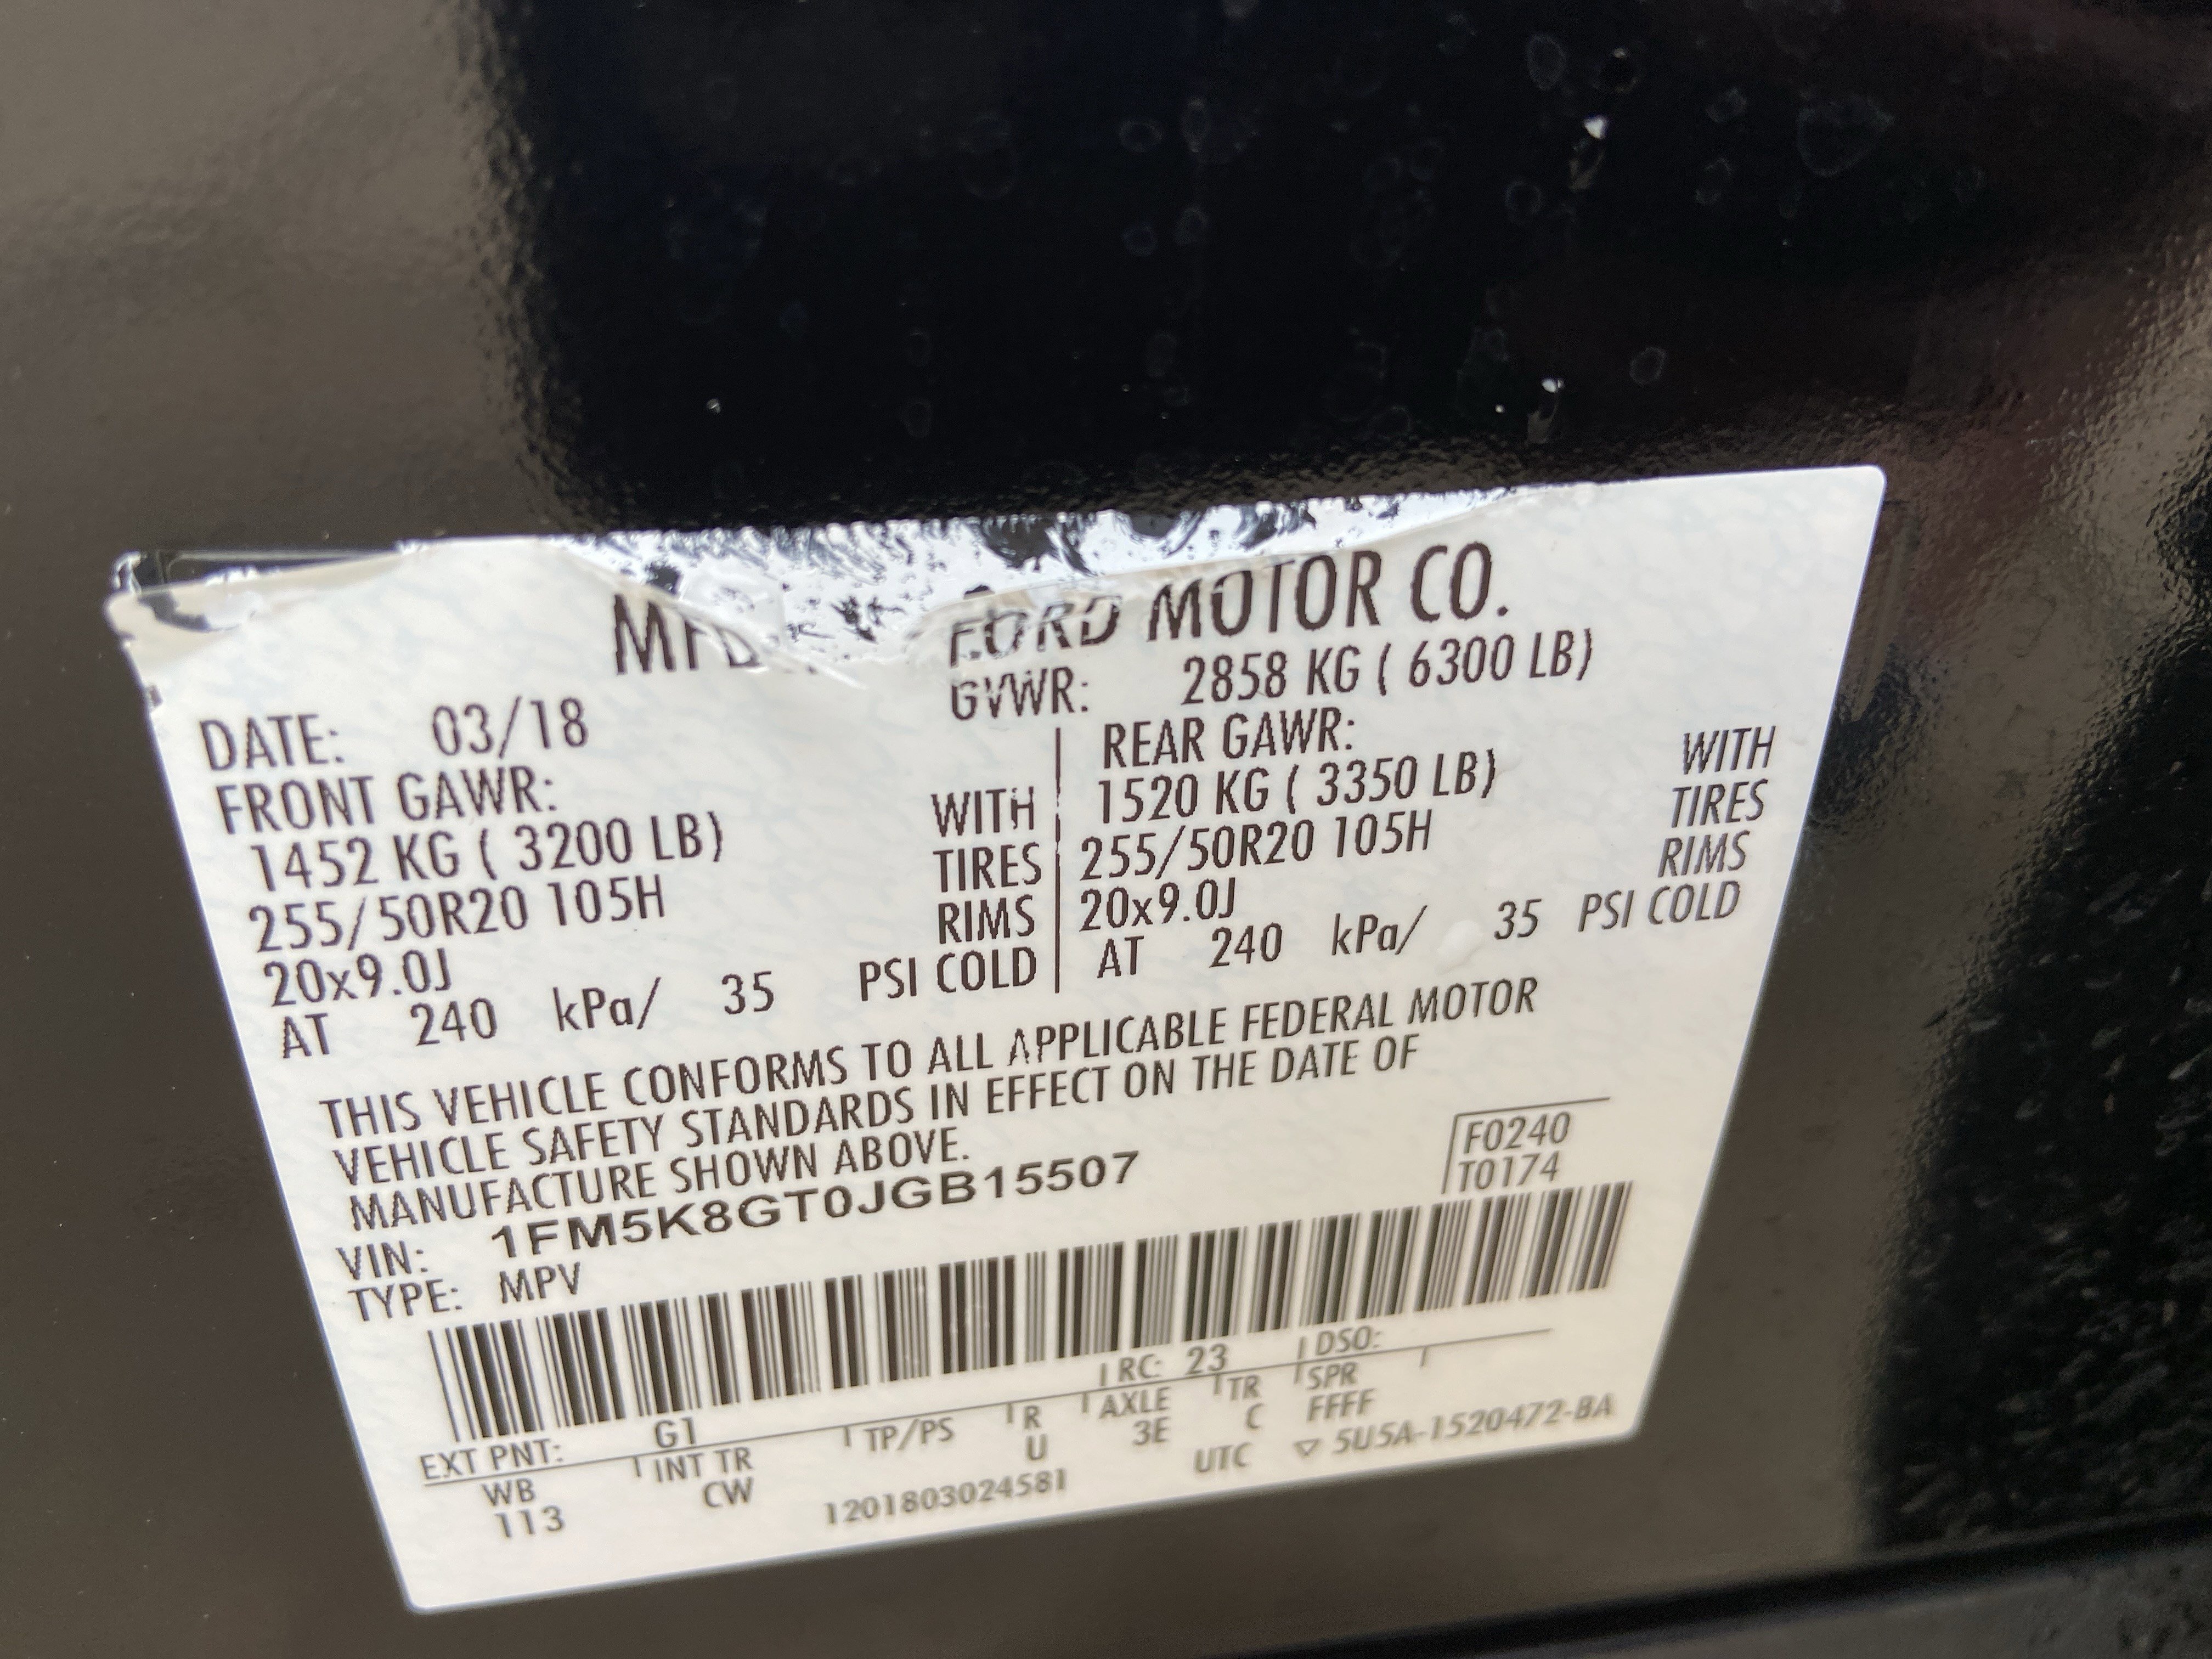 FORD MOTOR CO.
DATE: 03/18 GVWR: 2858 KG ( 6300 LB)
FRONT GAWR: REAR GAWR:
1452 KG ( 3200 LB) WITH 1520 KG ( 3350 LB) WITH
255/50R20 105H TIRES 255/50R20 105H TIRES
20x9.0J RIMS 20x9.0J RIMS
AT 240 kPa/ 35 PSI COLD AT 240 kPa/ 35 PSI COLD
THIS VEHICLE CONFORMS TO ALL APPLICABLE FEDERAL MOTOR
VEHICLE SAFETY STANDARDS IN EFFECT ON THE DATE OF
MANUFACTURE SHOWN ABOVE.
VIN: 1FM5K8GT0JGB15507 F0240
TYPE: MPV T0174
EXT PNT: G1 RC: 23 DSO:
WB INT TR TP/PS R AXLE TR SPR
113 CW U 3E C FFFF
1201803024581 UTC ▽ 5U5A-1520472-BA